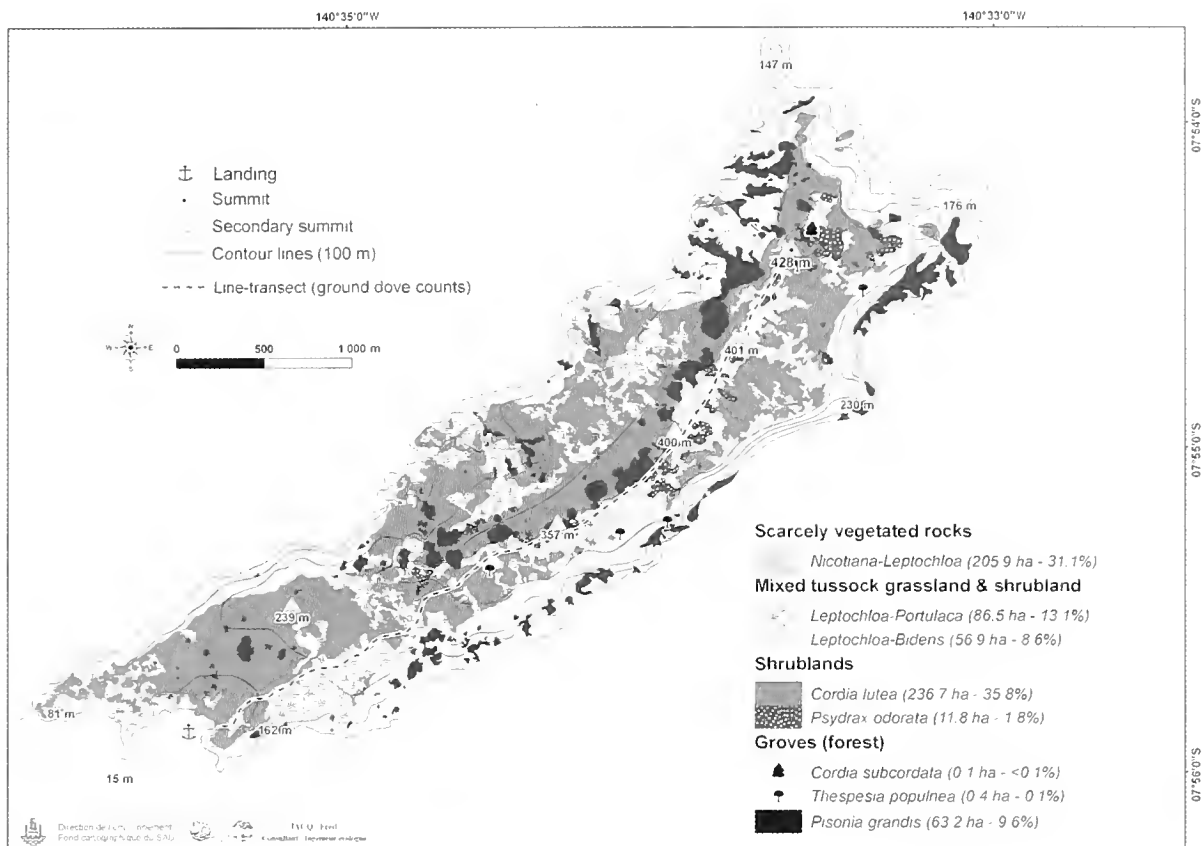 140°35'0"W
140°33'0"W
147 m
07°54'0"S
Landing
Summit
Secondary summit
Contour lines (100 m)
Line-transect (ground dove counts)
176 m
428 m
N
W E
S
0 500 1 000 m
401 m
230 m
400 m
07°55'0"S
357 m
239 m
81 m
162 m
15 m
Scarcely vegetated rocks
Nicotiana-Leptochloa (205 9 ha - 31.1%)
Mixed tussock grassland & shrubland
Leptochloa-Portulaca (86.5 ha - 13 1%)
Leptochloa-Bidens (56 9 ha - 8 6%)
Shrublands
Cordia lutea (236 7 ha - 35 8%)
Psydrax odorata (11.8 ha - 1 8%)
Groves (forest)
Cordia subcordata (0 1 ha - <0 1%)
Thespesia populnea (0 4 ha - 0 1%)
Pisonia grandis (63 2 ha - 9 6%)
07°56'0"S
Direction de
Fond cartographique du